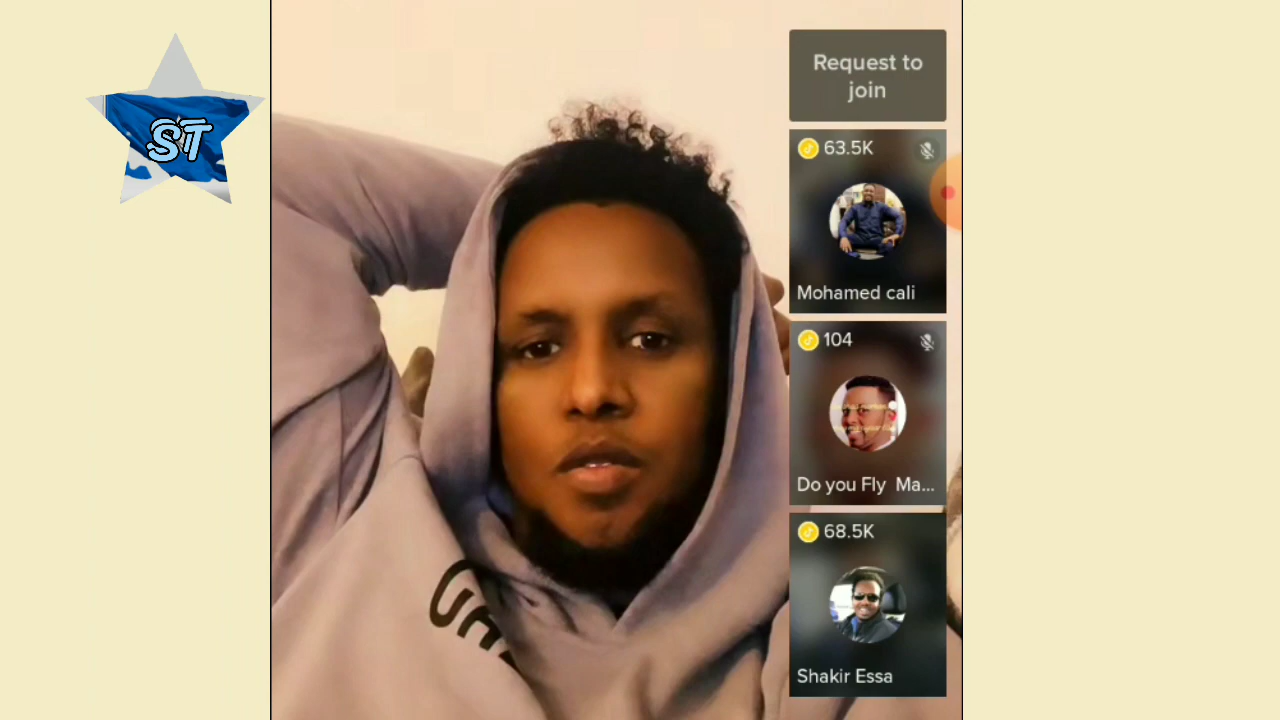 ST
Request to
join
63.5K
Mohamed cali
104
Do you Fly Ma...
68.5K
Shakir Essa